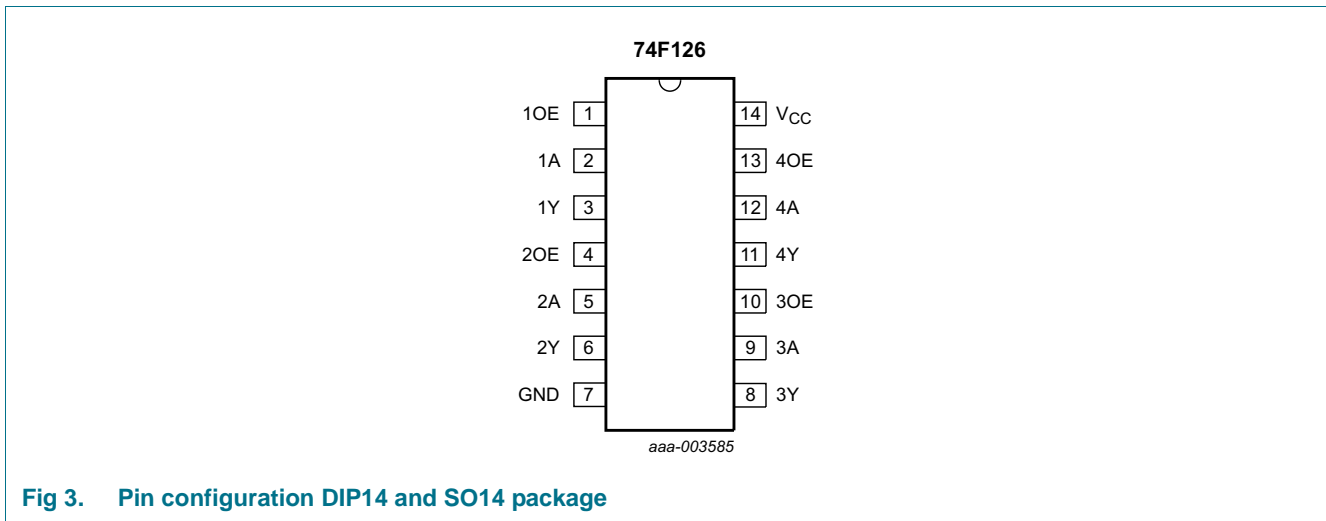 74F126
1OE 1 14 VCC
1A 2 13 4OE
1Y 3 12 4A
2OE 4 11 4Y
2A 5 10 3OE
2Y 6 9 3A
GND 7 8 3Y
aaa-003585
Fig 3. Pin configuration DIP14 and SO14 package